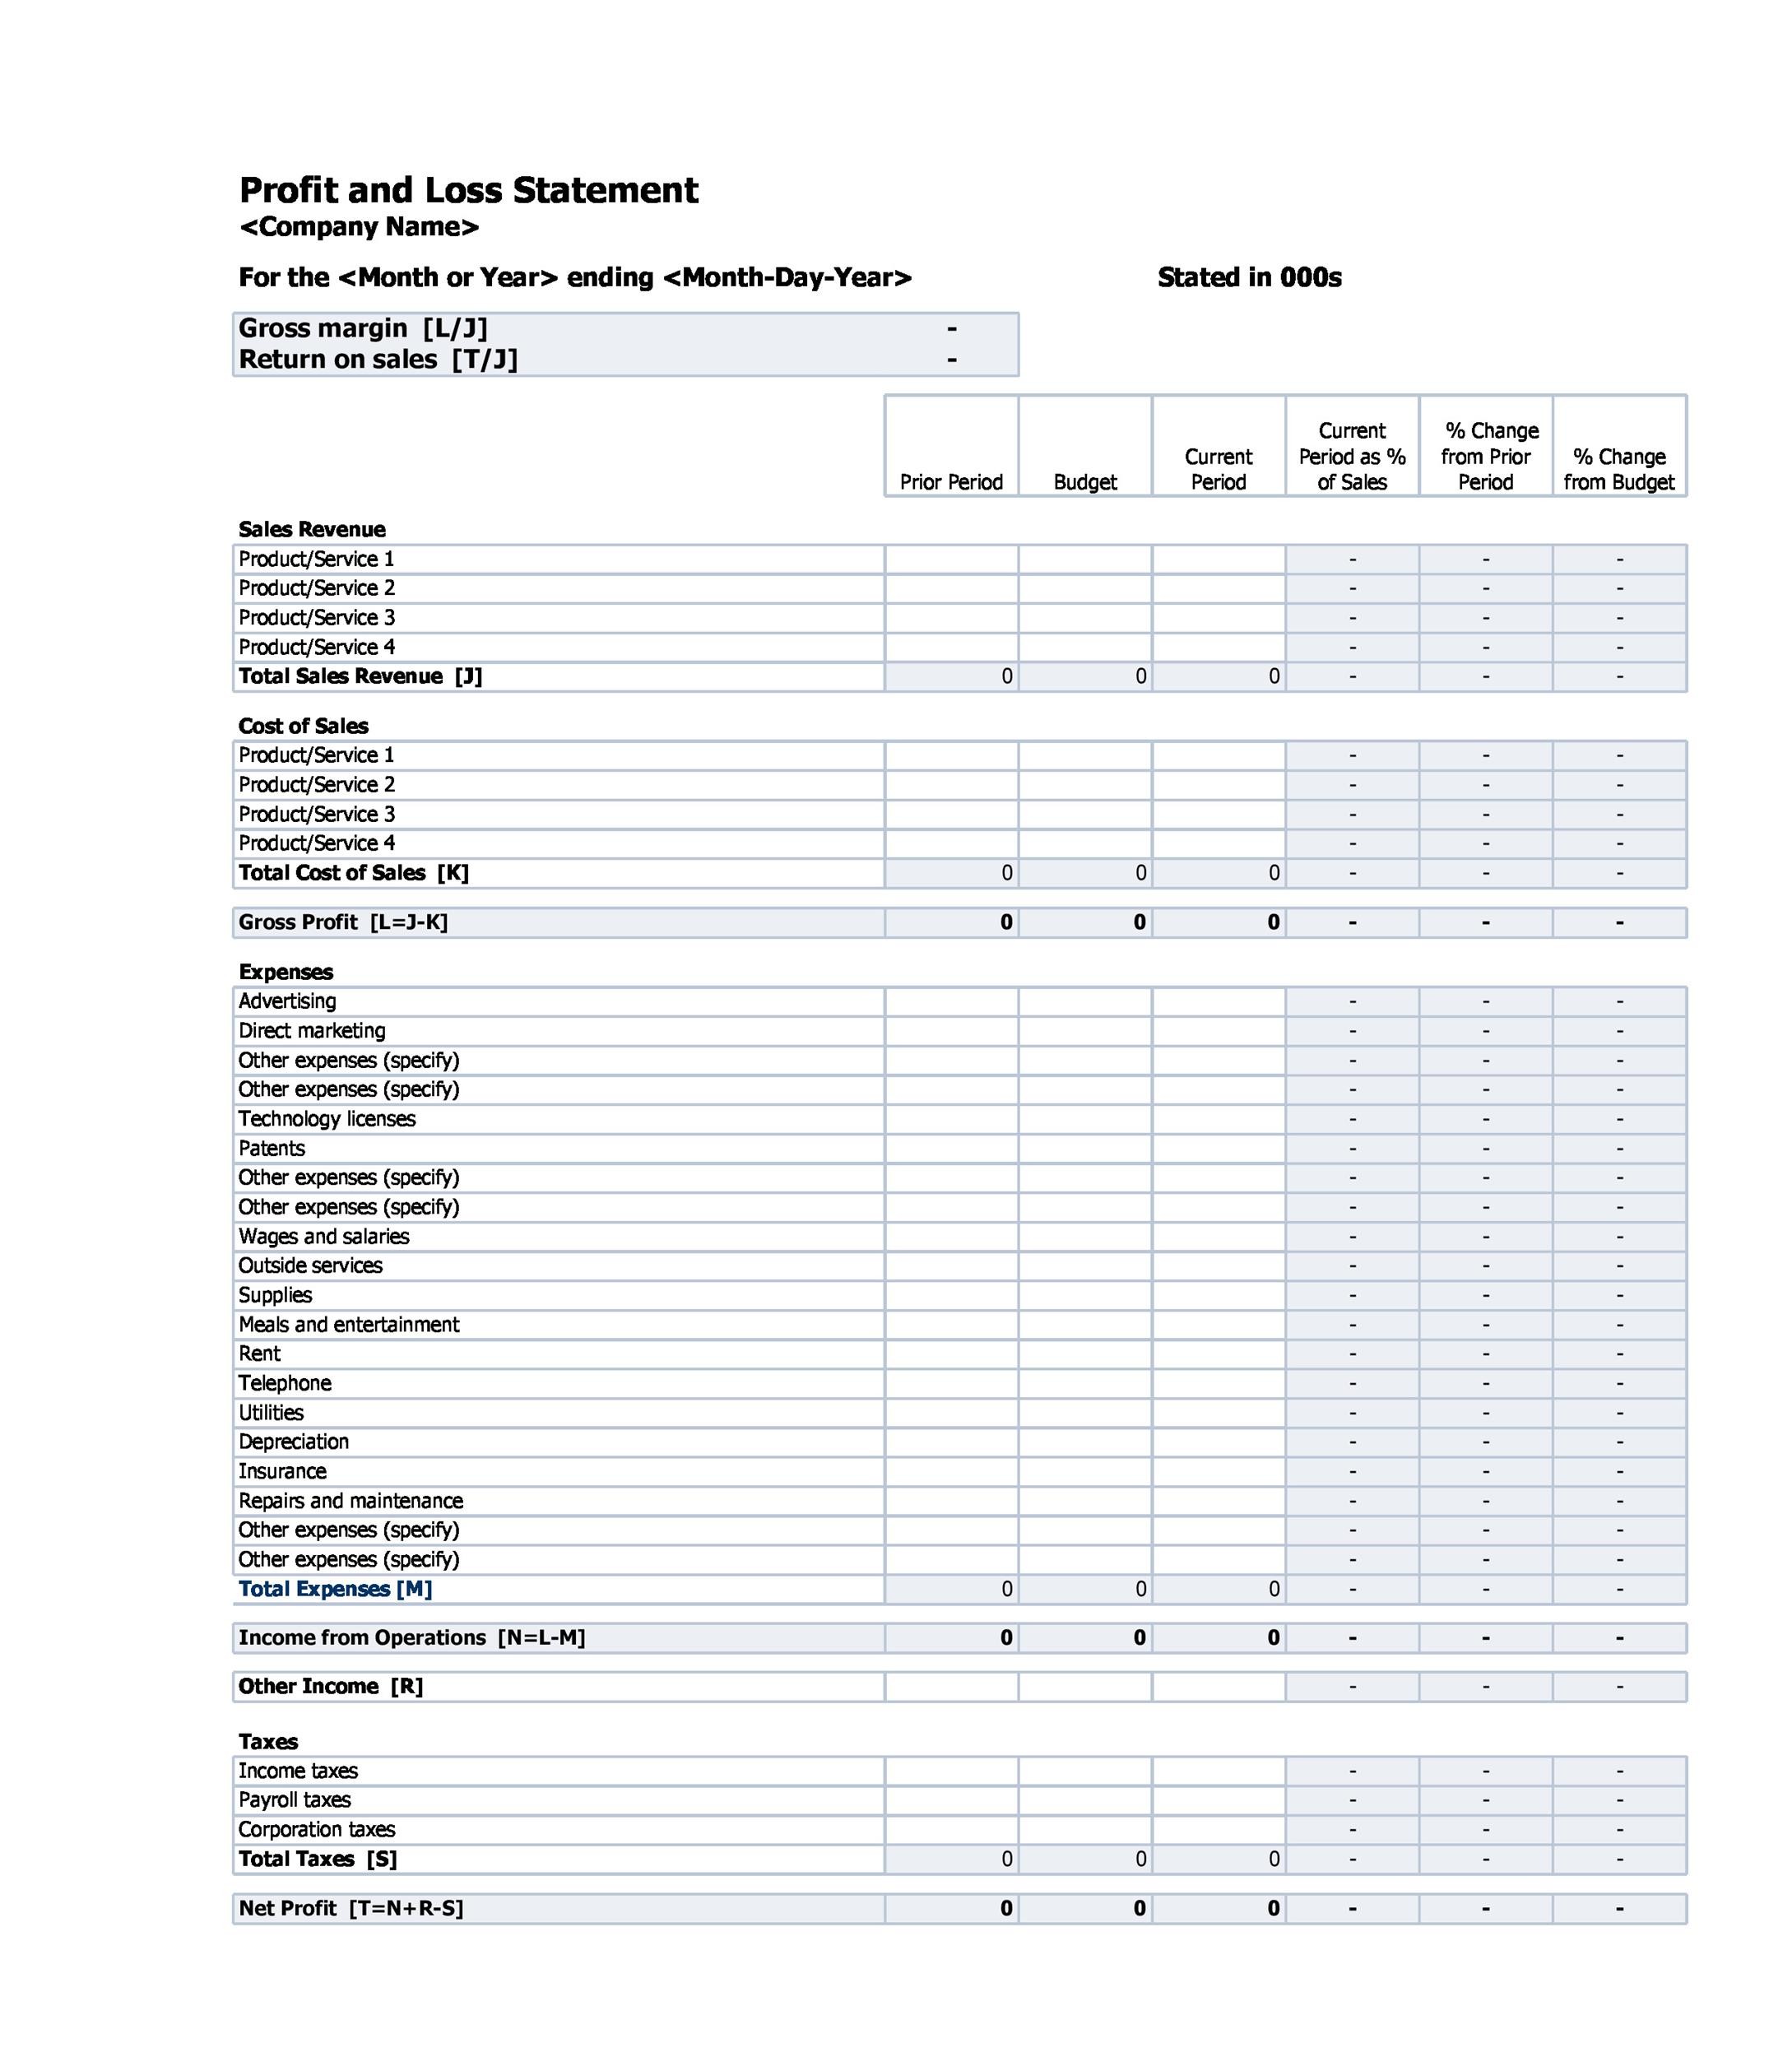 Profit and Loss Statement
<Company Name>
For the <Month or Year> ending <Month-Day-Year> Stated in 000s
Gross margin [L/J] -
Return on sales [T/J] -
Prior Period Budget Current Period Current Period as % of Sales % Change from Prior Period % Change from Budget
Sales Revenue
Product/Service 1 - - -
Product/Service 2 - - -
Product/Service 3 - - -
Product/Service 4 - - -
Total Sales Revenue [J] 0 0 0 - - -
Cost of Sales
Product/Service 1 - - -
Product/Service 2 - - -
Product/Service 3 - - -
Product/Service 4 - - -
Total Cost of Sales [K] 0 0 0 - - -
Gross Profit [L=J-K] 0 0 0 - - -
Expenses
Advertising - - -
Direct marketing - - -
Other expenses (specify) - - -
Other expenses (specify) - - -
Technology licenses - - -
Patents - - -
Other expenses (specify) - - -
Other expenses (specify) - - -
Wages and salaries - - -
Outside services - - -
Supplies - - -
Meals and entertainment - - -
Rent - - -
Telephone - - -
Utilities - - -
Depreciation - - -
Insurance - - -
Repairs and maintenance - - -
Other expenses (specify) - - -
Other expenses (specify) - - -
Total Expenses [M] 0 0 0 - - -
Income from Operations [N=L-M] 0 0 0 - - -
Other Income [R] - - -
Taxes
Income taxes - - -
Payroll taxes - - -
Corporation taxes - - -
Total Taxes [S] 0 0 0 - - -
Net Profit [T=N+R-S] 0 0 0 - - -